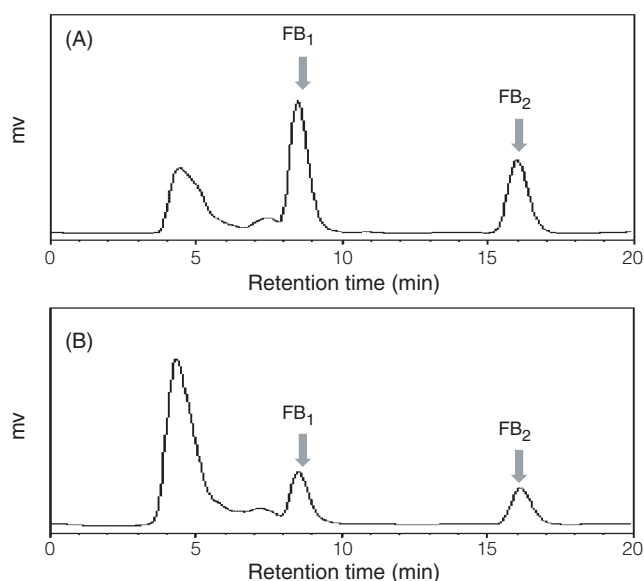 (A)
FB₁
FB₂
mv
0 5 10 15 20
Retention time (min)
(B)
FB₁
FB₂
mv
0 5 10 15 20
Retention time (min)